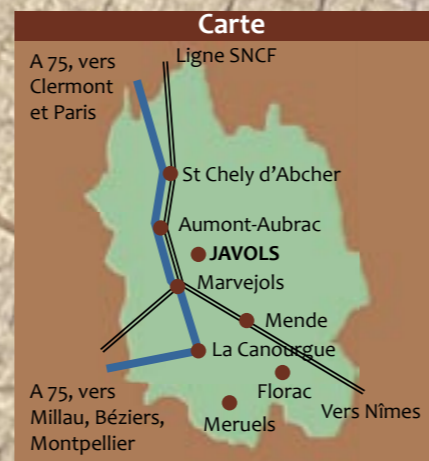 Carte
Ligne SNCF
A 75, vers
Clermont
et Paris
St Chely d'Abcher
Aumont-Aubrac
JAVOLS
Marvejols
Mende
La Canourgue
Florac
Meruels
Vers Nîmes
A 75, vers
Millau, Béziers,
Montpellier